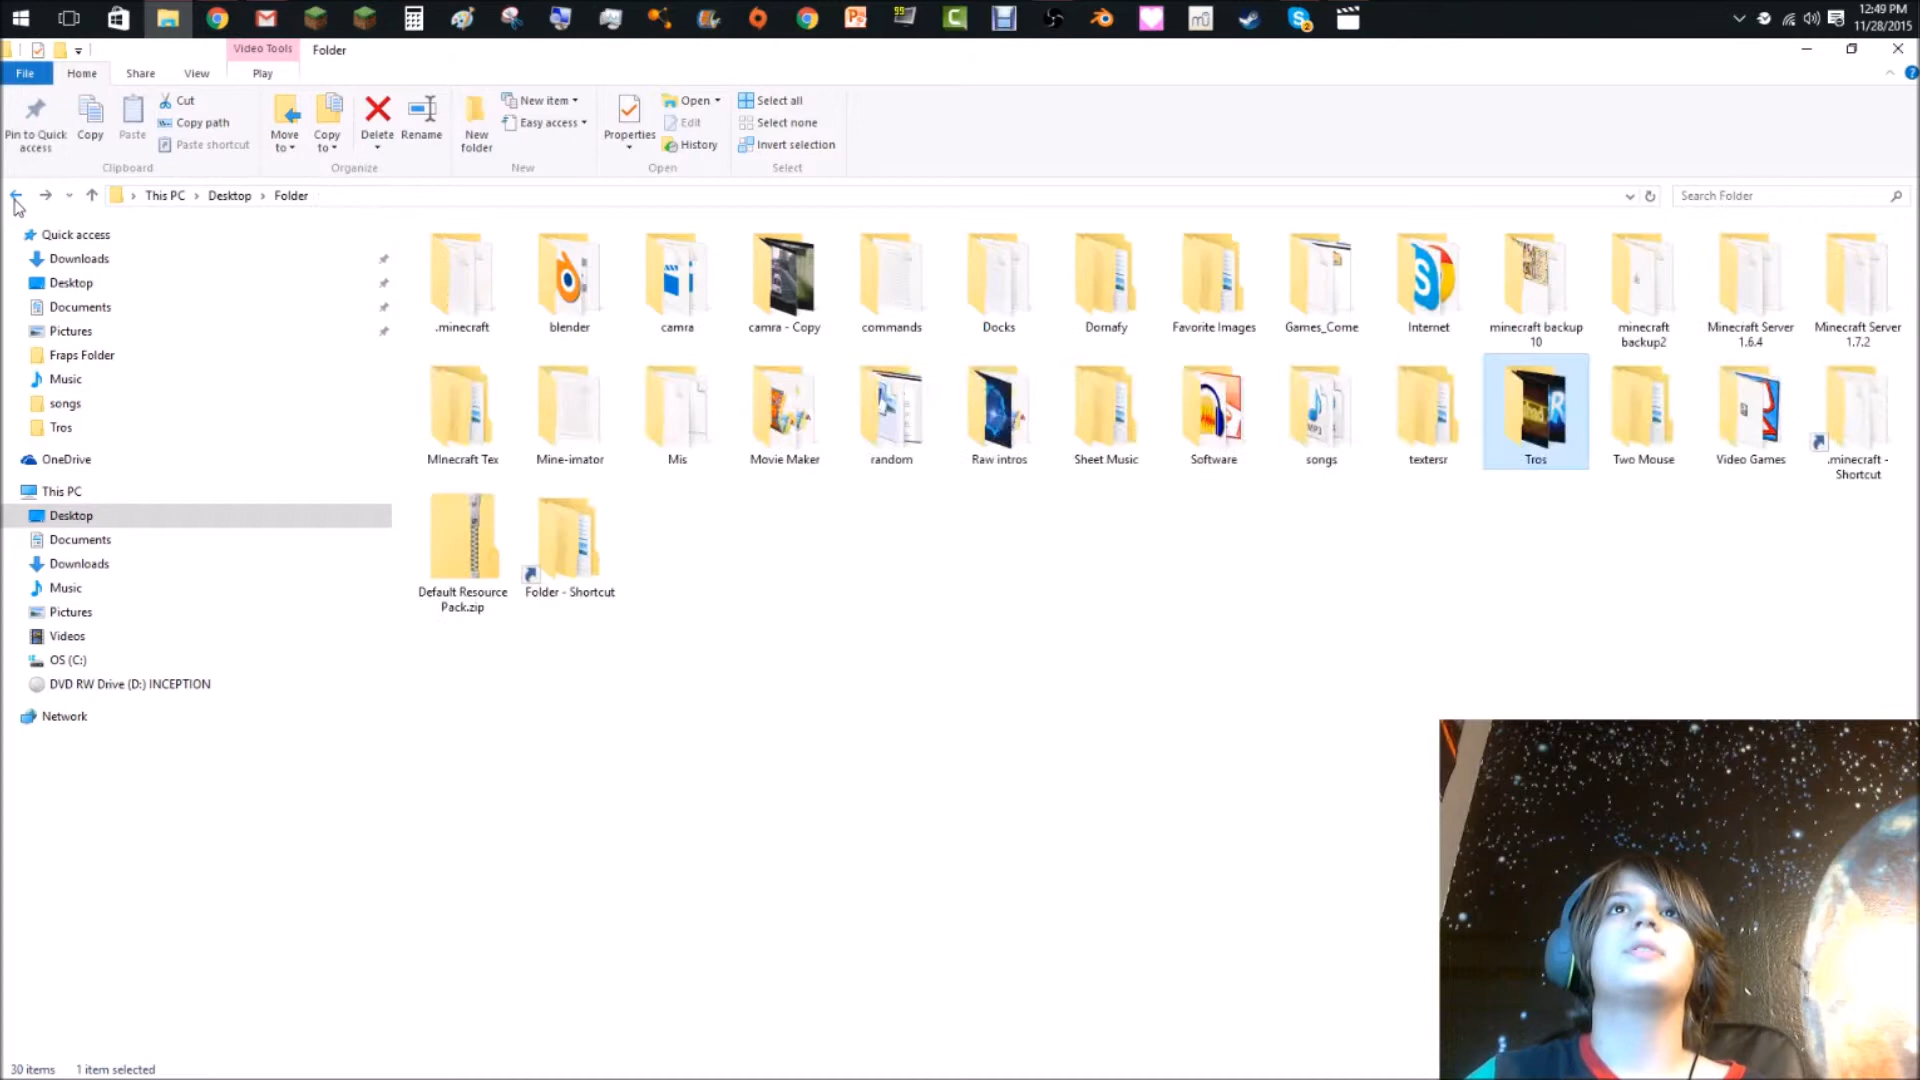 12:49 PM
11/28/2015
Video Tools
Folder
File
Home
Share
View
Play
Pin to Quick
access
Copy
Paste
Cut
Copy path
Paste shortcut
Move
to
Copy
to
Delete
Rename
New
folder
New item
Easy access
Properties
Open
Edit
History
Select all
Select none
Invert selection
Clipboard
Organize
New
Open
Select
This PC
Desktop
Folder
Search Folder
Quick access
Downloads
Desktop
Documents
Pictures
Fraps Folder
Music
songs
Tros
OneDrive
This PC
Desktop
Documents
Downloads
Music
Pictures
Videos
OS (C:)
DVD RW Drive (D:) INCEPTION
Network
.minecraft
blender
camra
camra - Copy
commands
Docks
Dornafy
Favorite Images
Games_Come
Internet
minecraft backup
10
minecraft
backup2
Minecraft Server
1.6.4
Minecraft Server
1.7.2
MInecraft Tex
Mine-imator
Mis
Movie Maker
random
Raw intros
Sheet Music
Software
songs
textersr
Tros
Two Mouse
Video Games
.minecraft -
Shortcut
Default Resource
Pack.zip
Folder - Shortcut
30 items
1 item selected